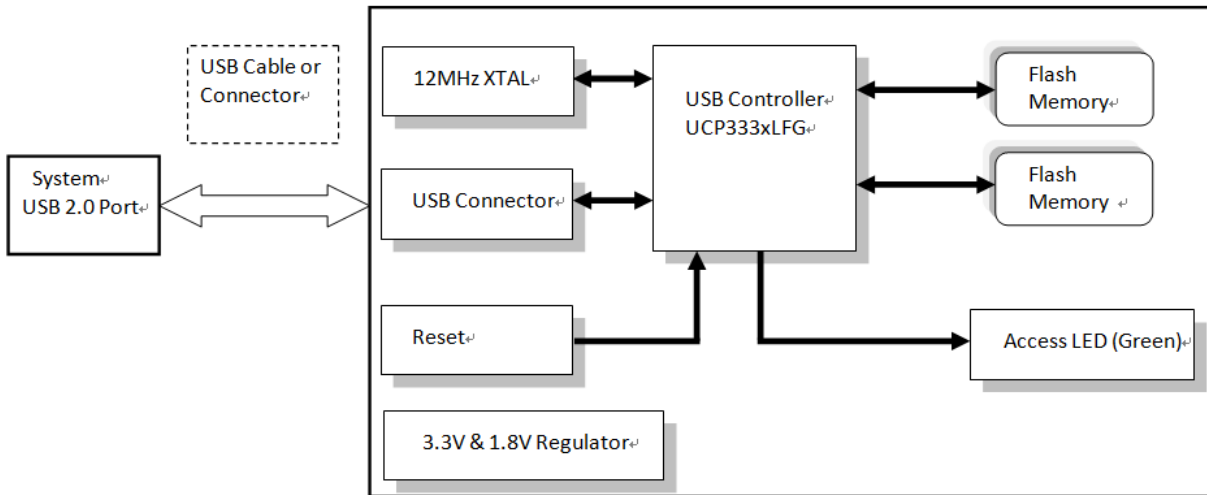 USB Cable or
Connector
System
USB 2.0 Port
12MHz XTAL
USB Connector
Reset
3.3V & 1.8V Regulator
USB Controller
UCP333xLFG
Flash
Memory
Flash
Memory
Access LED (Green)